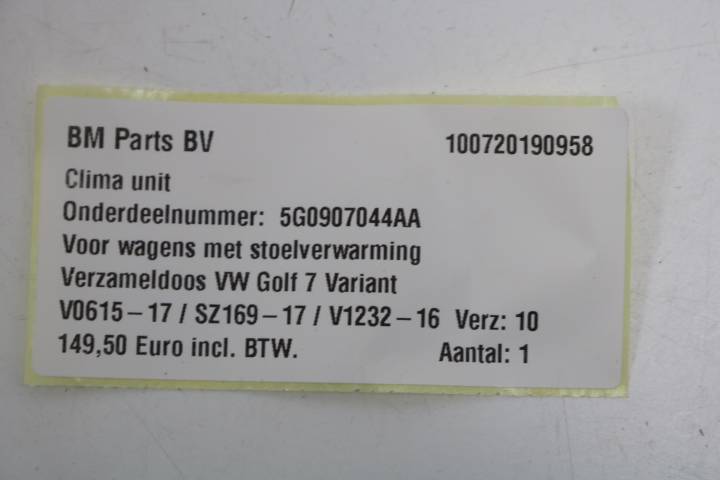 BM Parts BV 100720190958
Clima unit
Onderdeelnummer: 5G0907044AA
Voor wagens met stoelverwarming
Verzameldoos VW Golf 7 Variant
V0615-17 / SZ169-17 / V1232-16 Verz: 10
149,50 Euro incl. BTW. Aantal: 1